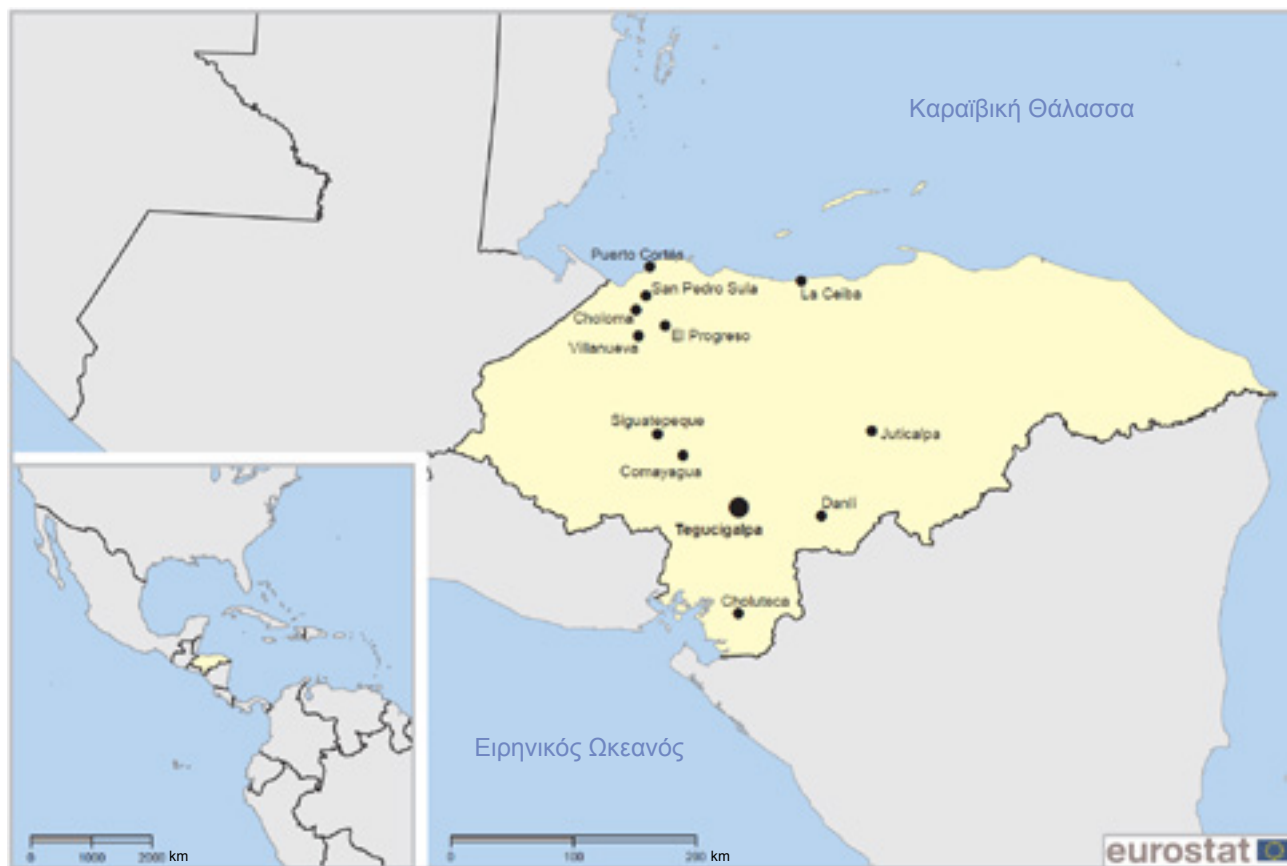 Καραϊβική Θάλασσα
Puerto Cortés
San Pedro Sula
La Ceiba
Choloma
El Progreso
Villanueva
Siguatepeque
Juticalpa
Comayagua
Danlí
Tegucigalpa
Choluteca
Ειρηνικός Ωκεανός
0 1000 2000 km
0 100 200 km
eurostat